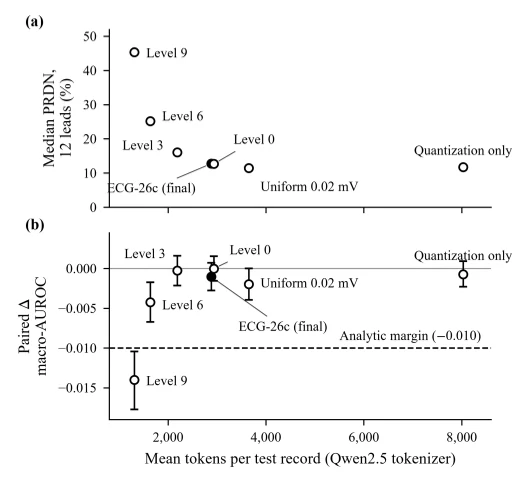 (a)
50
40
30
20
10
0
Median PRDN,
12 leads (%)
Level 9
Level 6
Level 3
Level 0
ECG-26c (final)
Uniform 0.02 mV
Quantization only
(b)
0.000
−0.005
−0.010
−0.015
Paired Δ
macro-AUROC
Level 3
Level 0
Quantization only
Uniform 0.02 mV
Level 6
ECG-26c (final)
Analytic margin (−0.010)
Level 9
2,000
4,000
6,000
8,000
Mean tokens per test record (Qwen2.5 tokenizer)